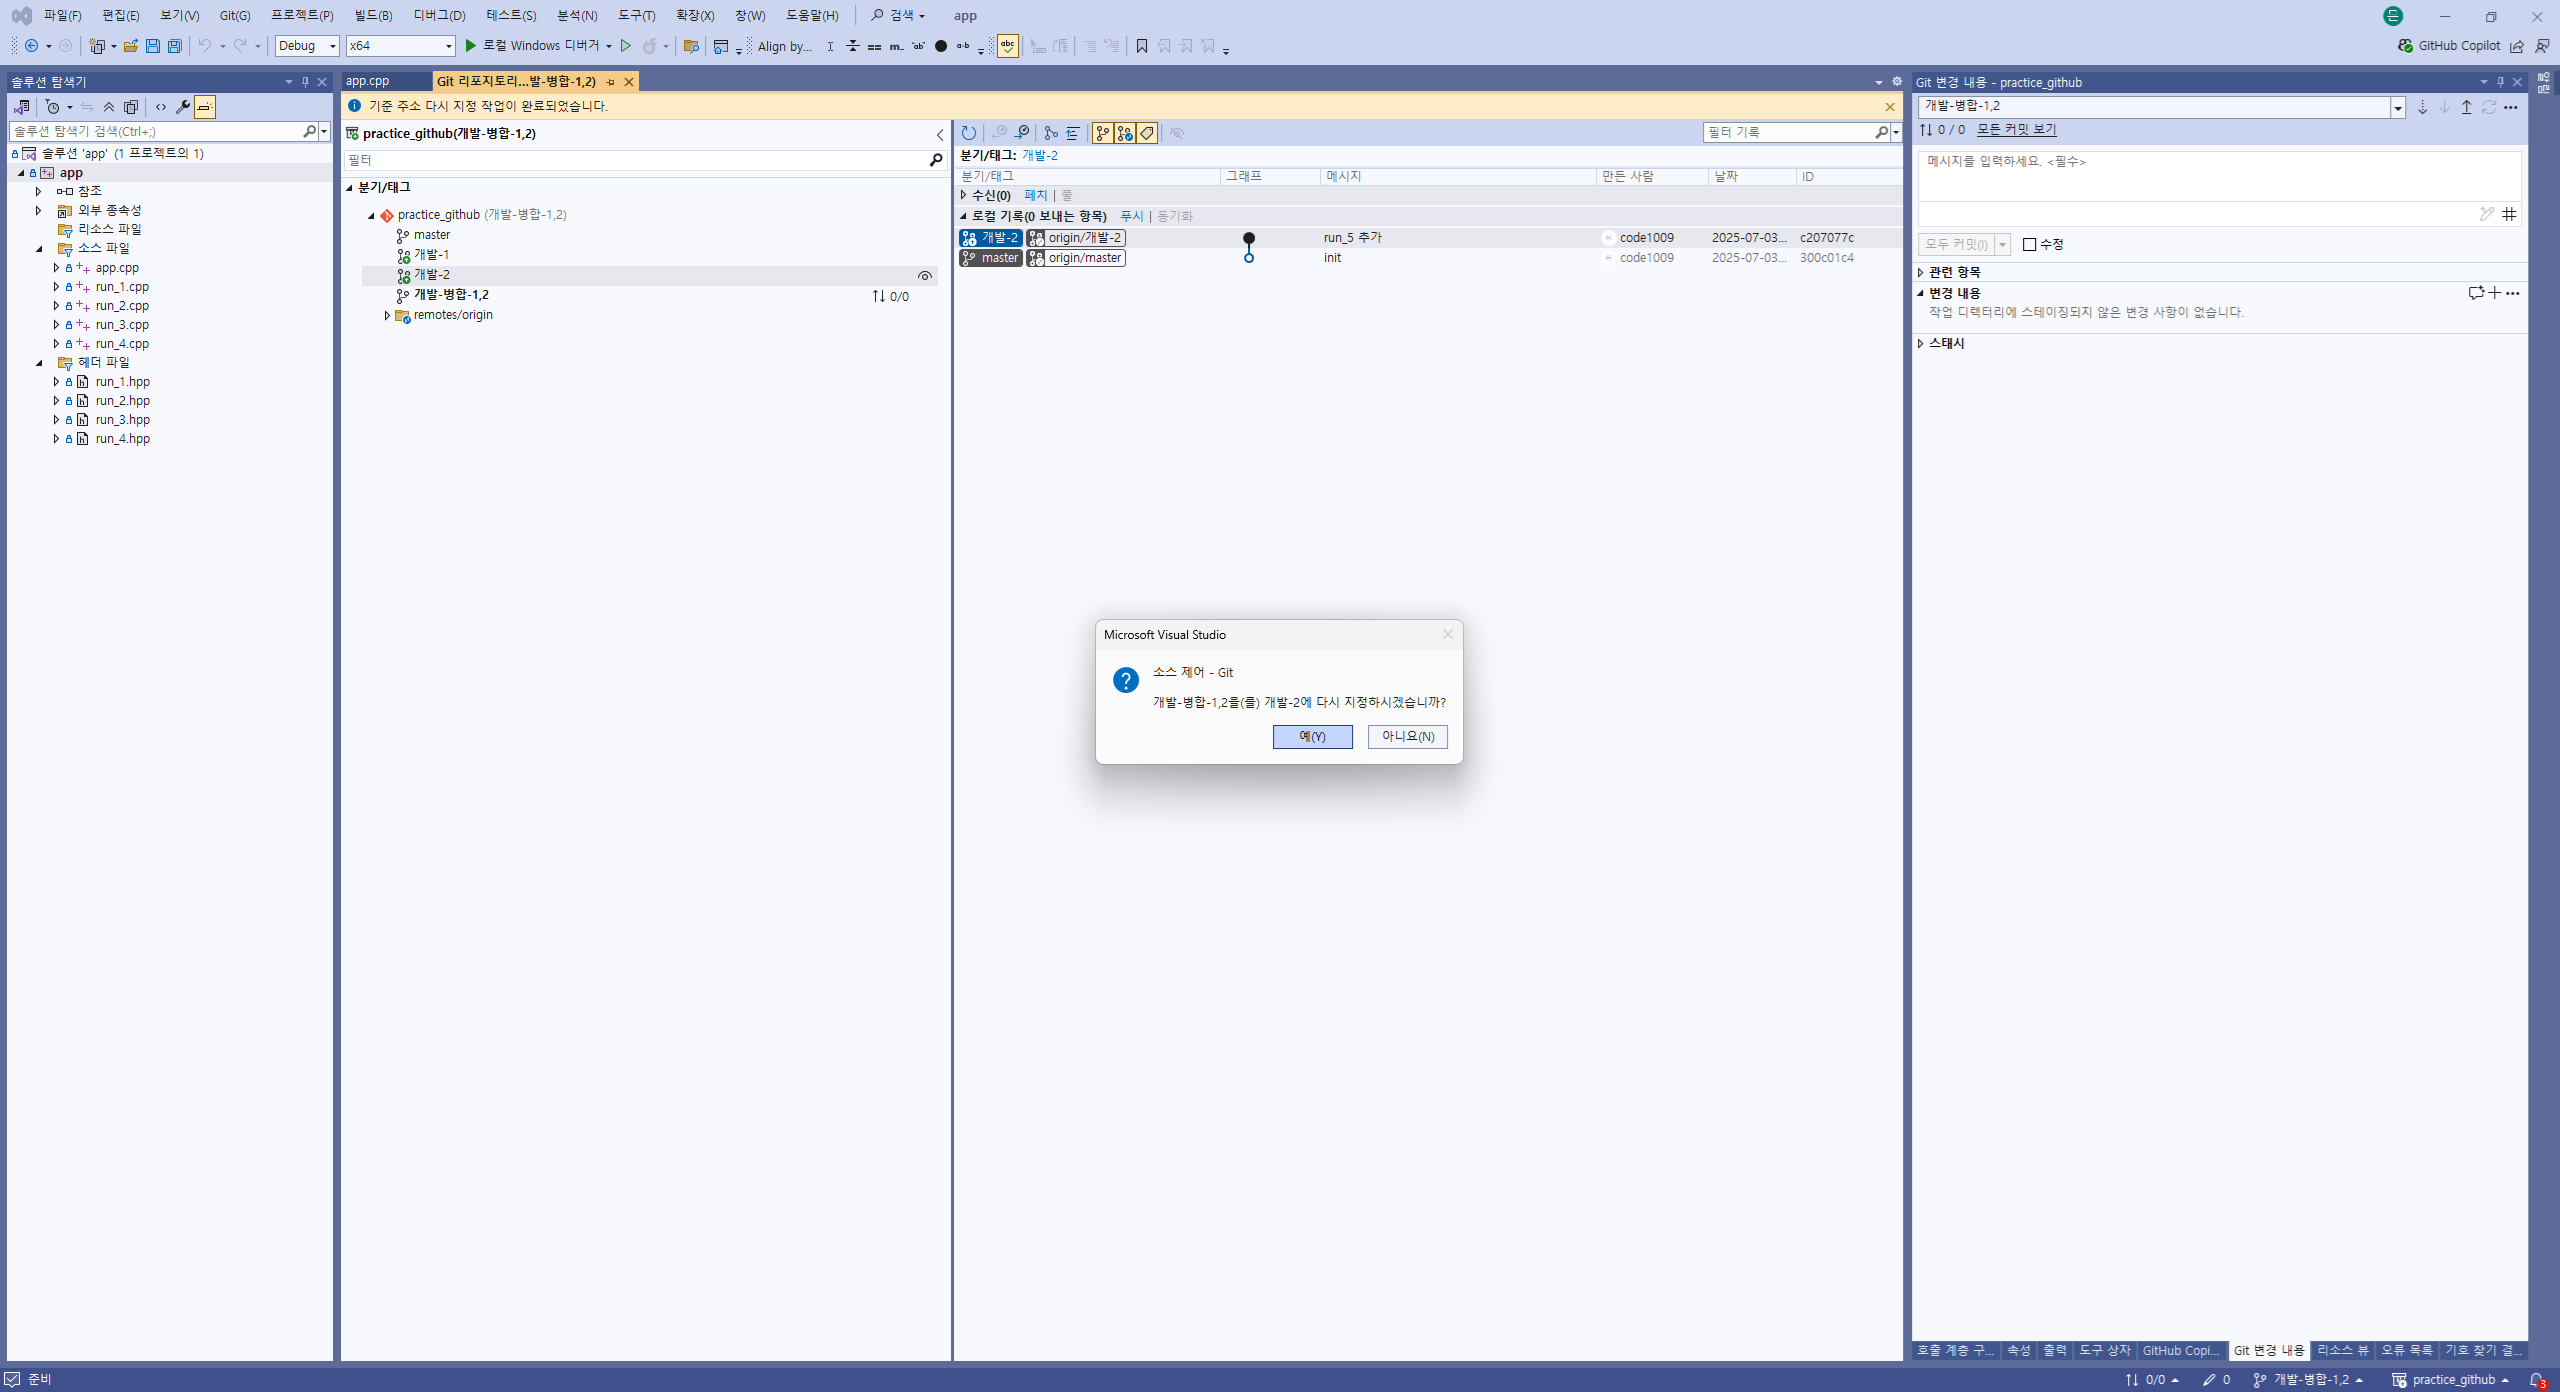 파일(F) 편집(E) 보기(V) Git(G) 프로젝트(P) 빌드(B) 디버그(D) 테스트(S) 분석(N) 도구(T) 확장(X) 창(W) 도움말(H) 검색 app 든
Debug x64 로컬 Windows 디버거 Align by... GitHub Copilot
솔루션 탐색기
솔루션 탐색기 검색(Ctrl+;)
솔루션 'app' (1 프로젝트의 1)
app
참조
외부 종속성
리소스 파일
소스 파일
app.cpp
run_1.cpp
run_2.cpp
run_3.cpp
run_4.cpp
헤더 파일
run_1.hpp
run_2.hpp
run_3.hpp
run_4.hpp
app.cpp Git 리포지토리...발-병합-1,2)
기준 주소 다시 지정 작업이 완료되었습니다.
practice_github(개발-병합-1,2)
필터
분기/태그
practice_github (개발-병합-1,2)
master
개발-1
개발-2
개발-병합-1,2 0/0
remotes/origin
필터 기록
분기/태그: 개발-2
분기/태그 그래프 메시지 만든 사람 날짜 ID
수신(0) 페치 | 풀
로컬 기록(0 보내는 항목) 푸시 | 동기화
개발-2 origin/개발-2 run_5 추가 code1009 2025-07-03... c207077c
master origin/master init code1009 2025-07-03... 300c01c4
Microsoft Visual Studio
소스 제어 - Git
개발-병합-1,2을(를) 개발-2에 다시 지정하시겠습니까?
예(Y) 아니요(N)
Git 변경 내용 - practice_github
개발-병합-1,2
0 / 0 모든 커밋 보기
메시지를 입력하세요. <필수>
모두 커밋(I) 수정
관련 항목
변경 내용
작업 디렉터리에 스테이징되지 않은 변경 사항이 없습니다.
스태시
호출 계층 구... 속성 출력 도구 상자 GitHub Copi... Git 변경 내용 리소스 뷰 오류 목록 기호 찾기 결...
준비 0/0 0 개발-병합-1,2 practice_github 3